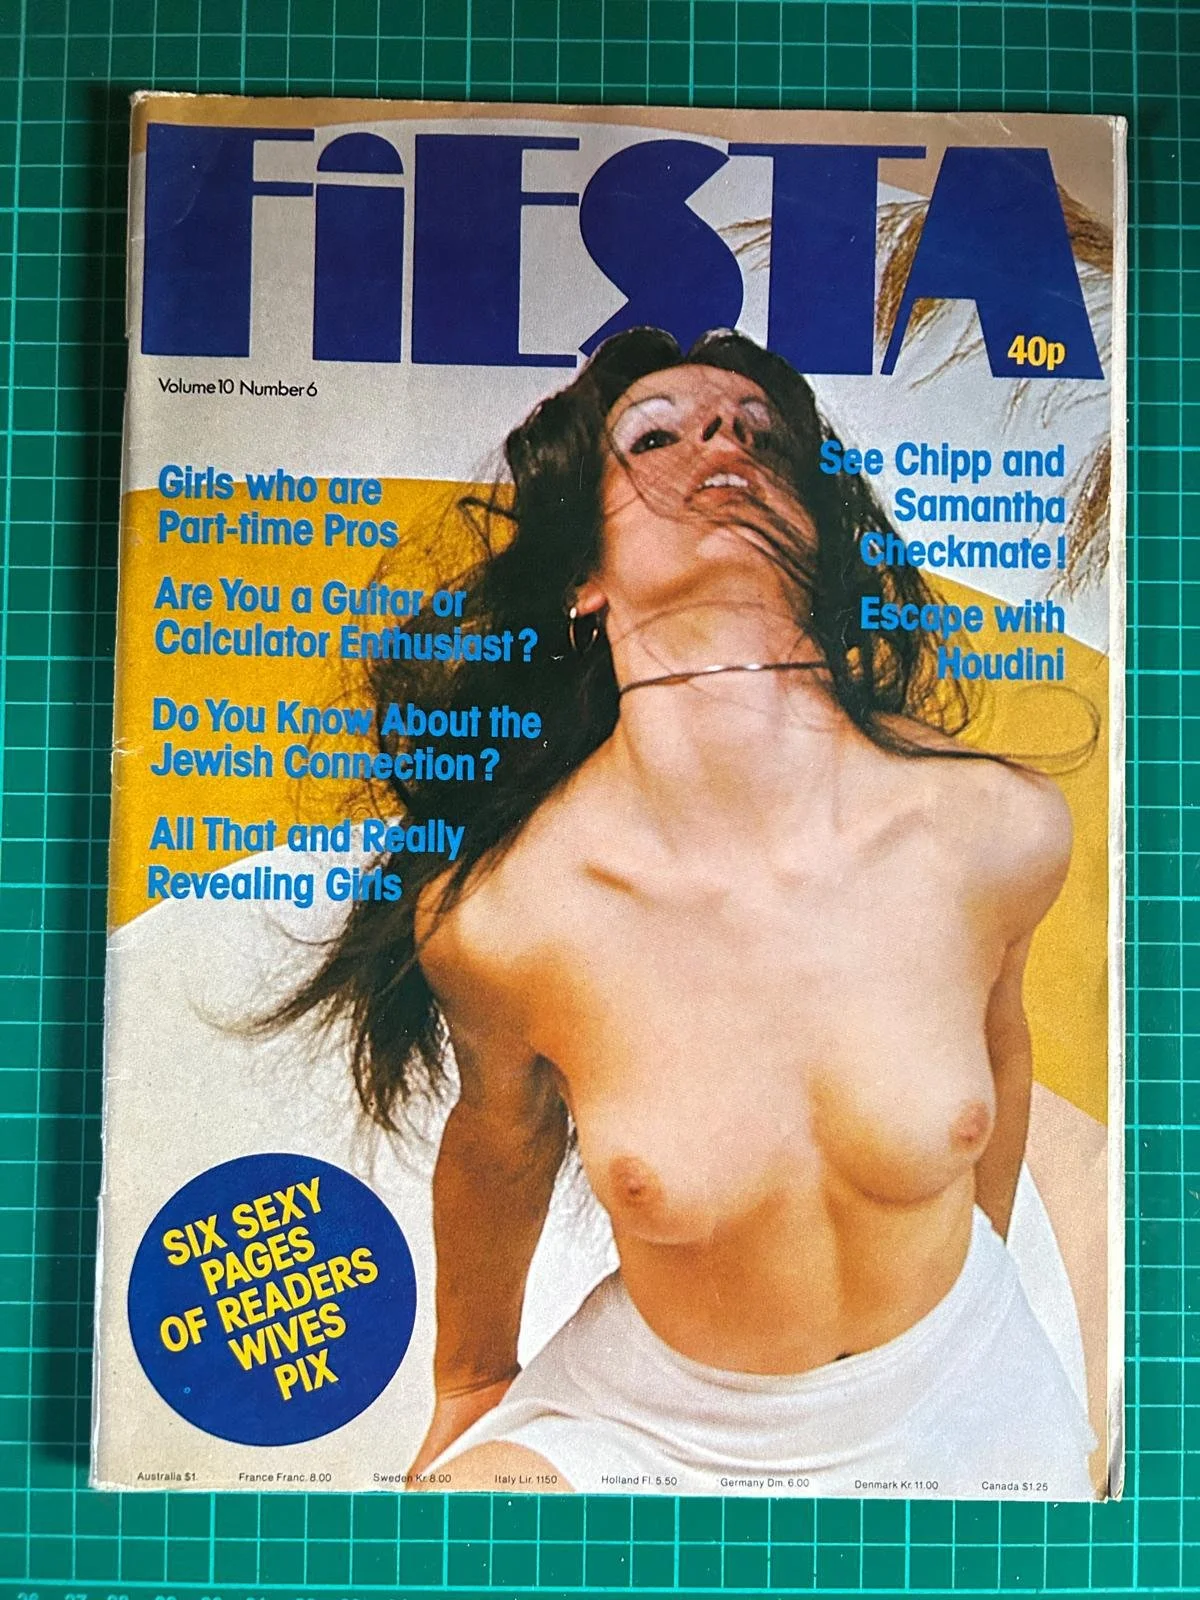 FiESTA
40p
Volume 10 Number 6
Girls who are
Part-time Pros
Are You a Guitar or
Calculator Enthusiast?
Do You Know About the
Jewish Connection?
All That and Really
Revealing Girls
See Chipp and
Samantha
Checkmate!
Escape with
Houdini
SIX SEXY
PAGES
OF READERS
WIVES
PIX
Australia $1 France Franc. 8.00 Sweden Kr. 8.00 Italy Lir. 1150 Holland Fl. 5.50 Germany Dm. 6.00 Denmark Kr. 11.00 Canada $1.25